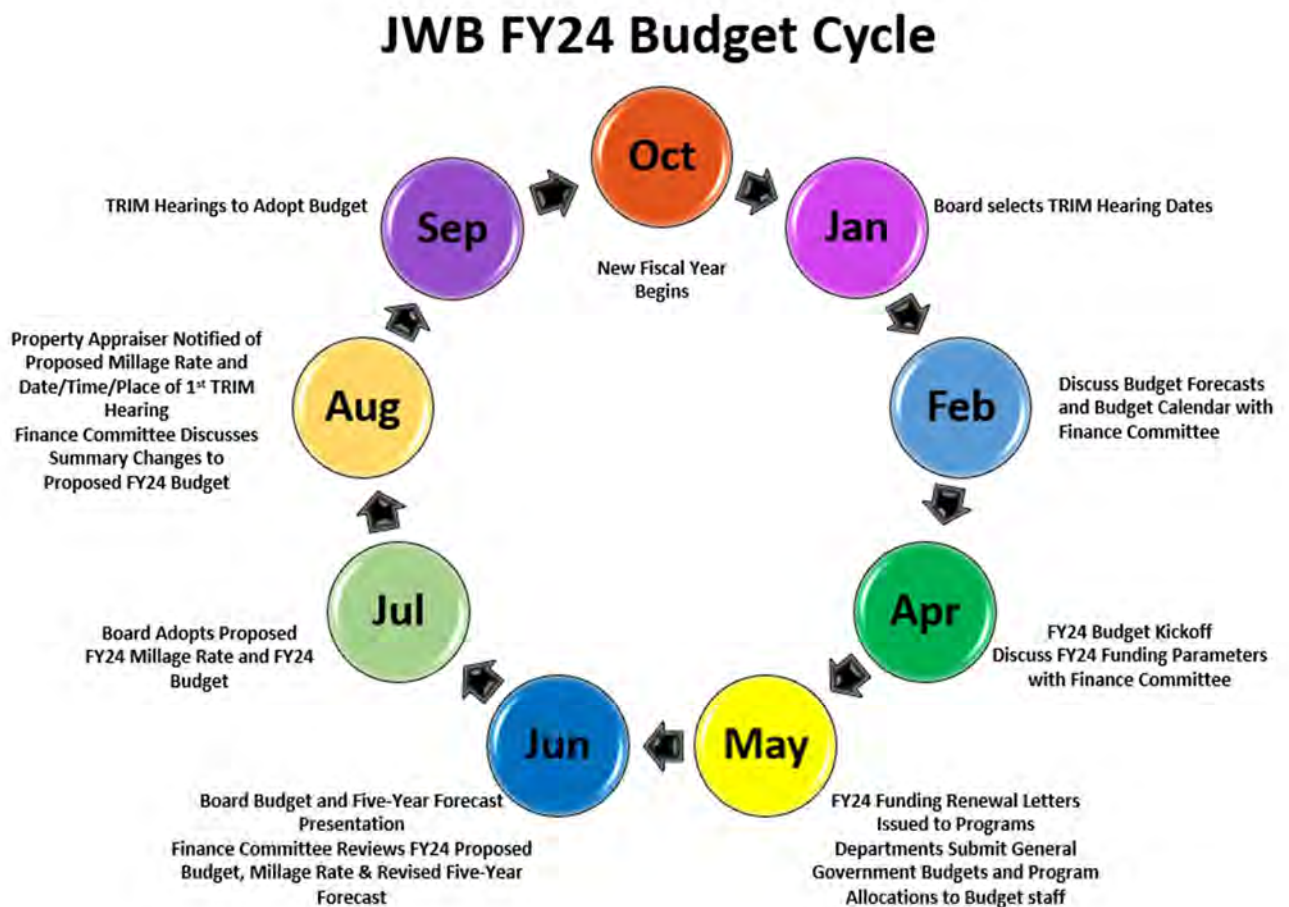 JWB FY24 Budget Cycle
Oct
New Fiscal Year
Begins
Jan
Board selects TRIM Hearing Dates
Feb
Discuss Budget Forecasts
and Budget Calendar with
Finance Committee
Apr
FY24 Budget Kickoff
Discuss FY24 Funding Parameters
with Finance Committee
May
FY24 Funding Renewal Letters
Issued to Programs
Departments Submit General
Government Budgets and Program
Allocations to Budget staff
Jun
Board Budget and Five-Year Forecast
Presentation
Finance Committee Reviews FY24 Proposed
Budget, Millage Rate & Revised Five-Year
Forecast
Jul
Board Adopts Proposed
FY24 Millage Rate and FY24
Budget
Aug
Property Appraiser Notified of
Proposed Millage Rate and
Date/Time/Place of 1st TRIM
Hearing
Finance Committee Discusses
Summary Changes to
Proposed FY24 Budget
Sep
TRIM Hearings to Adopt Budget